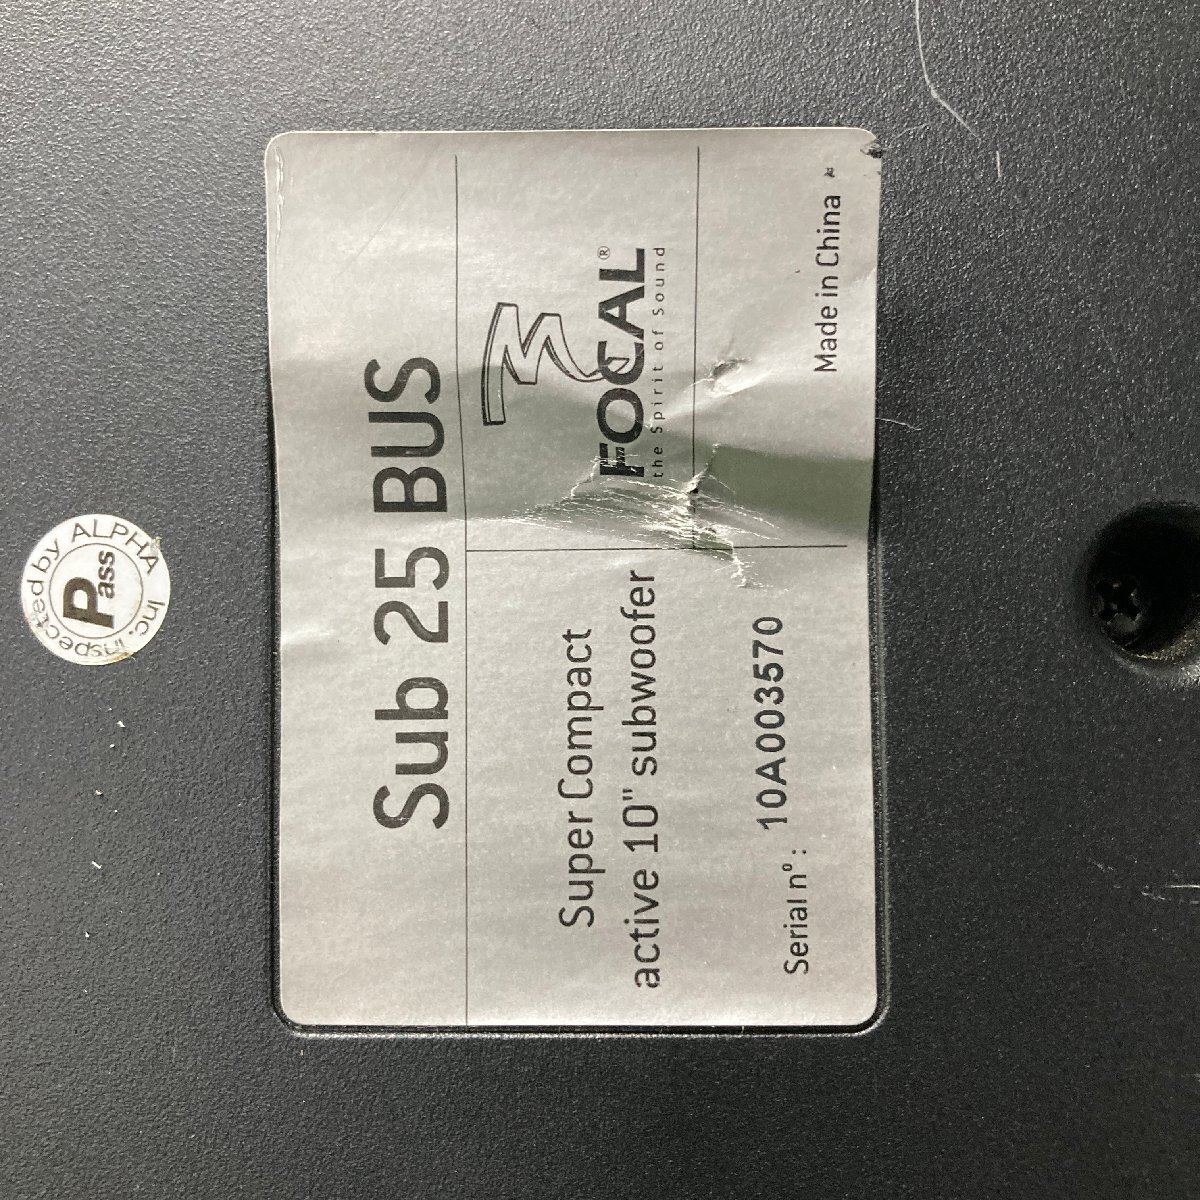 Sub 25 BUS
Super Compact
active 10" subwoofer
FOCAL®
the Spirit of Sound
Serial n°: 10A003570
Made in China
Inspected by ALPHA Inc.
Pass